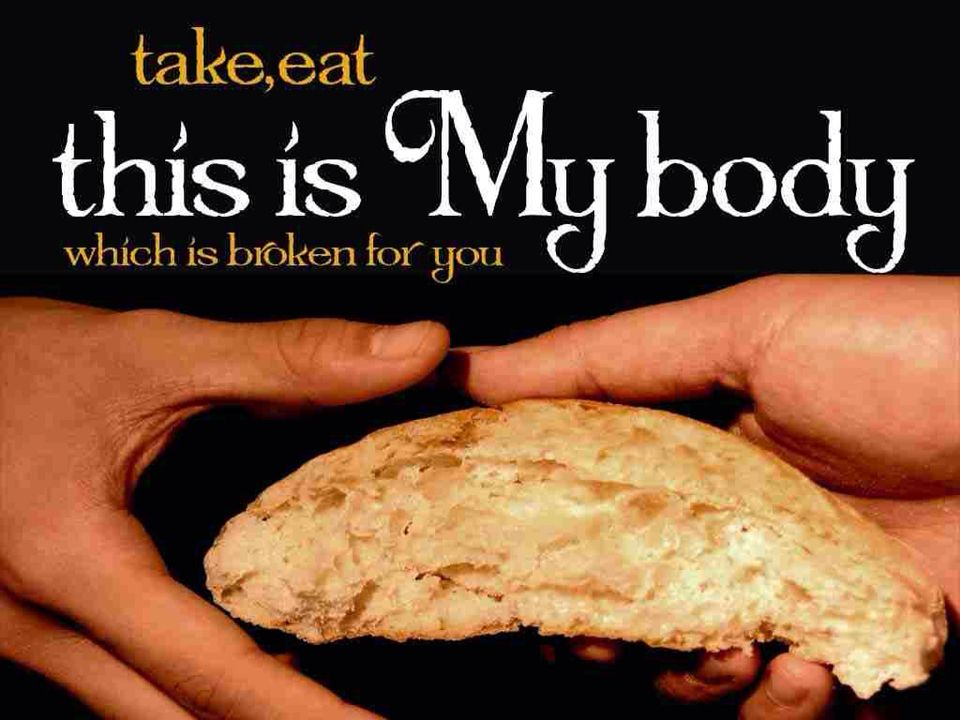 take, eat
this is My body
which is broken for you